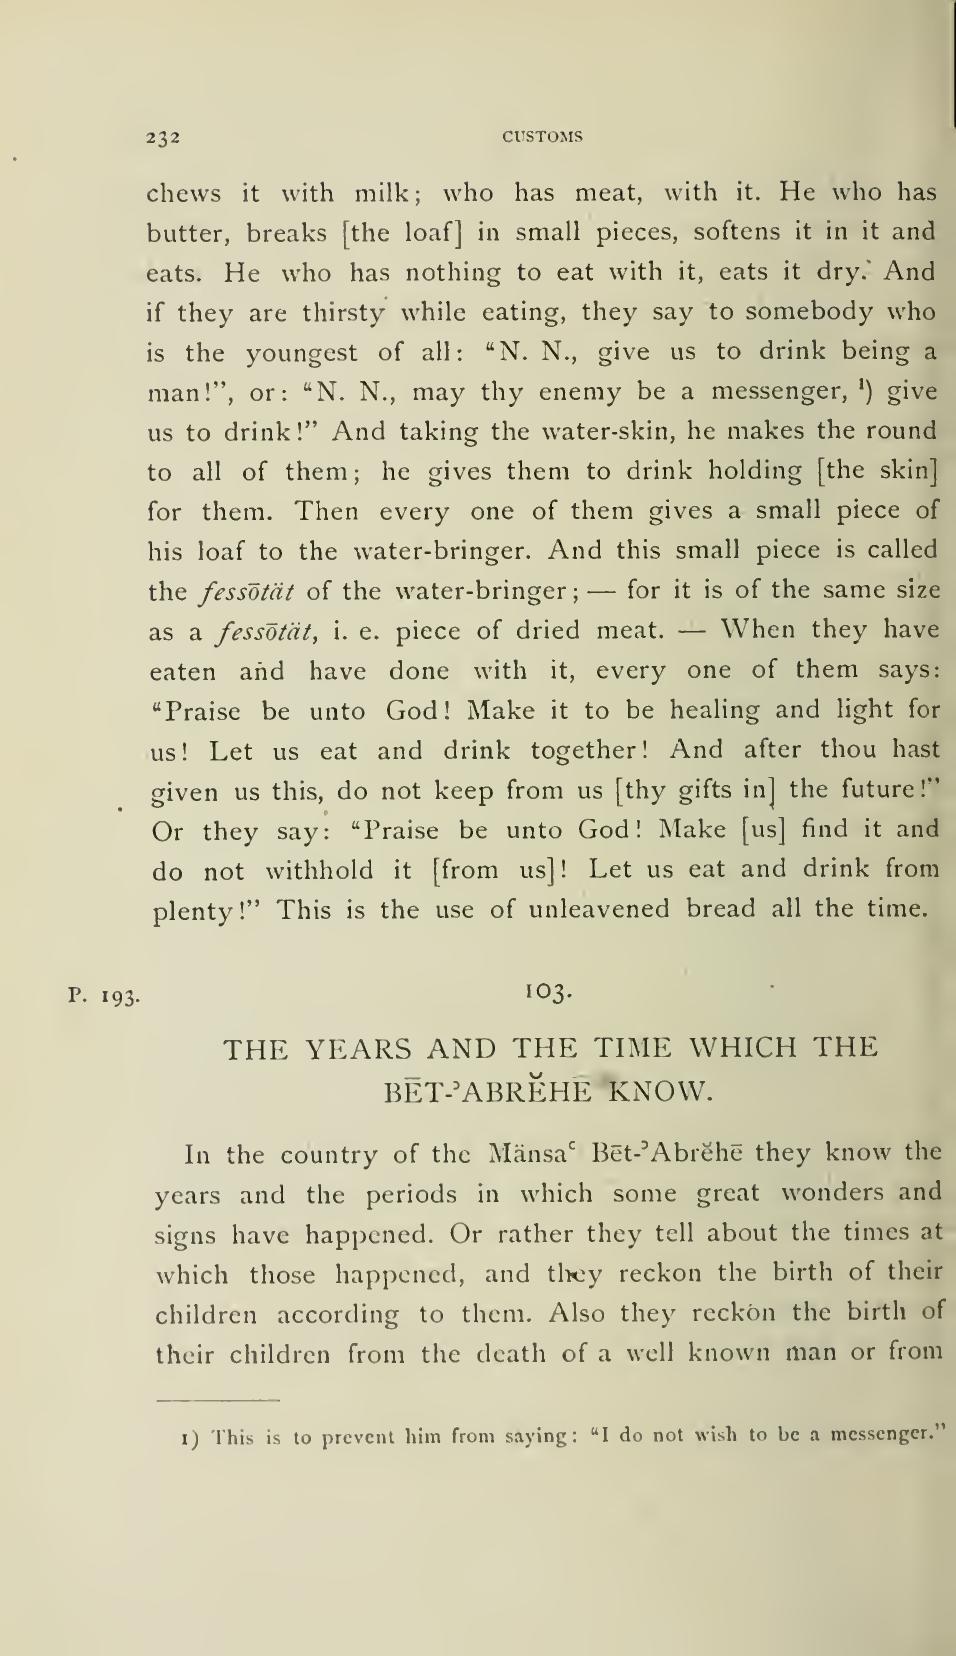 232 CUSTOMS
chews it with milk; who has meat, with it. He who has
butter, breaks [the loaf] in small pieces, softens it in it and
eats. He who has nothing to eat with it, eats it dry. And
if they are thirsty while eating, they say to somebody who
is the youngest of all: “N. N., give us to drink being a
man!”, or: “N. N., may thy enemy be a messenger, ¹) give
us to drink!” And taking the water-skin, he makes the round
to all of them; he gives them to drink holding [the skin]
for them. Then every one of them gives a small piece of
his loaf to the water-bringer. And this small piece is called
the fessōtät of the water-bringer; — for it is of the same size
as a fessōtät, i. e. piece of dried meat. — When they have
eaten and have done with it, every one of them says:
“Praise be unto God! Make it to be healing and light for
us! Let us eat and drink together! And after thou hast
given us this, do not keep from us [thy gifts in] the future!”
Or they say: “Praise be unto God! Make [us] find it and
do not withhold it [from us]! Let us eat and drink from
plenty!” This is the use of unleavened bread all the time.
P. 193. 103.
THE YEARS AND THE TIME WHICH THE
BĒT-ʾABRĔHĒ KNOW.
In the country of the Mänsaʿ Bēt-ʾAbrĕhē they know the
years and the periods in which some great wonders and
signs have happened. Or rather they tell about the times at
which those happened, and they reckon the birth of their
children according to them. Also they reckon the birth of
their children from the death of a well known man or from
1) This is to prevent him from saying: “I do not wish to be a messenger.”